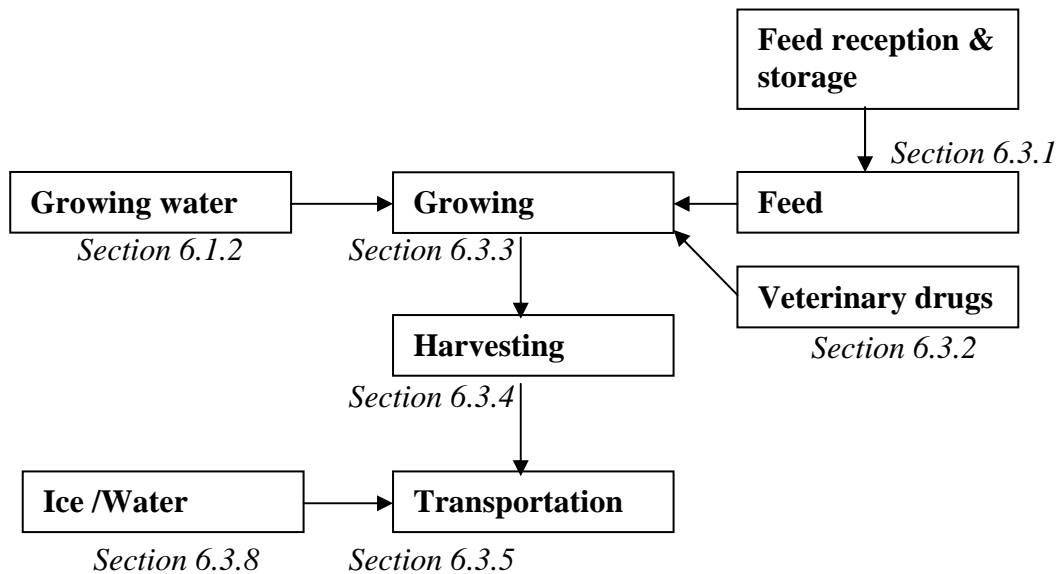 Feed reception &
storage
Section 6.3.1
Growing water
Growing
Feed
Section 6.1.2
Section 6.3.3
Veterinary drugs
Section 6.3.2
Harvesting
Section 6.3.4
Ice /Water
Transportation
Section 6.3.8
Section 6.3.5